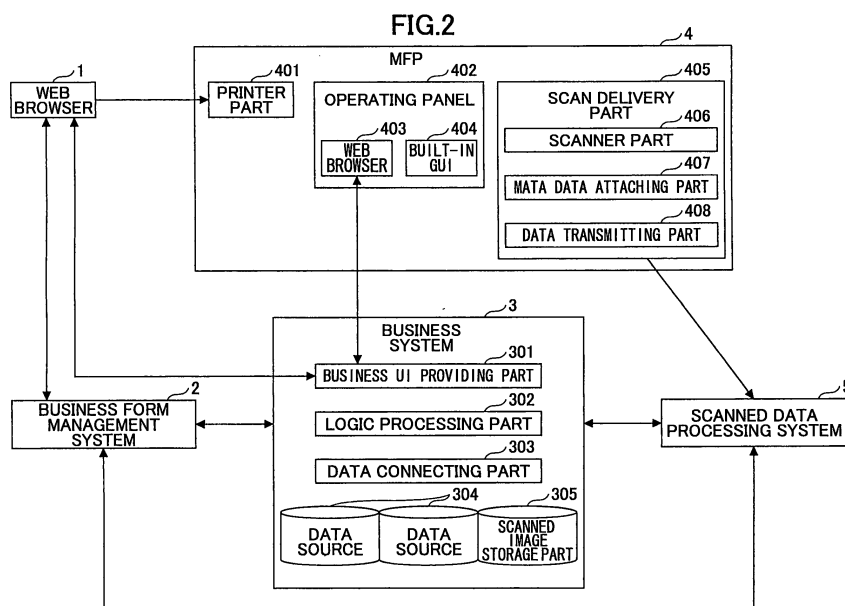 FIG.2
4
MFP
1
WEB
BROWSER
401
PRINTER
PART
402
OPERATING PANEL
403
WEB
BROWSER
404
BUILT-IN
GUI
405
SCAN DELIVERY
PART
406
SCANNER PART
407
MATA DATA ATTACHING PART
408
DATA TRANSMITTING PART
3
BUSINESS
SYSTEM
301
BUSINESS UI PROVIDING PART
2
BUSINESS FORM
MANAGEMENT
SYSTEM
302
LOGIC PROCESSING PART
303
DATA CONNECTING PART
304
DATA
SOURCE
DATA
SOURCE
305
SCANNED
IMAGE
STORAGE PART
5
SCANNED DATA
PROCESSING SYSTEM